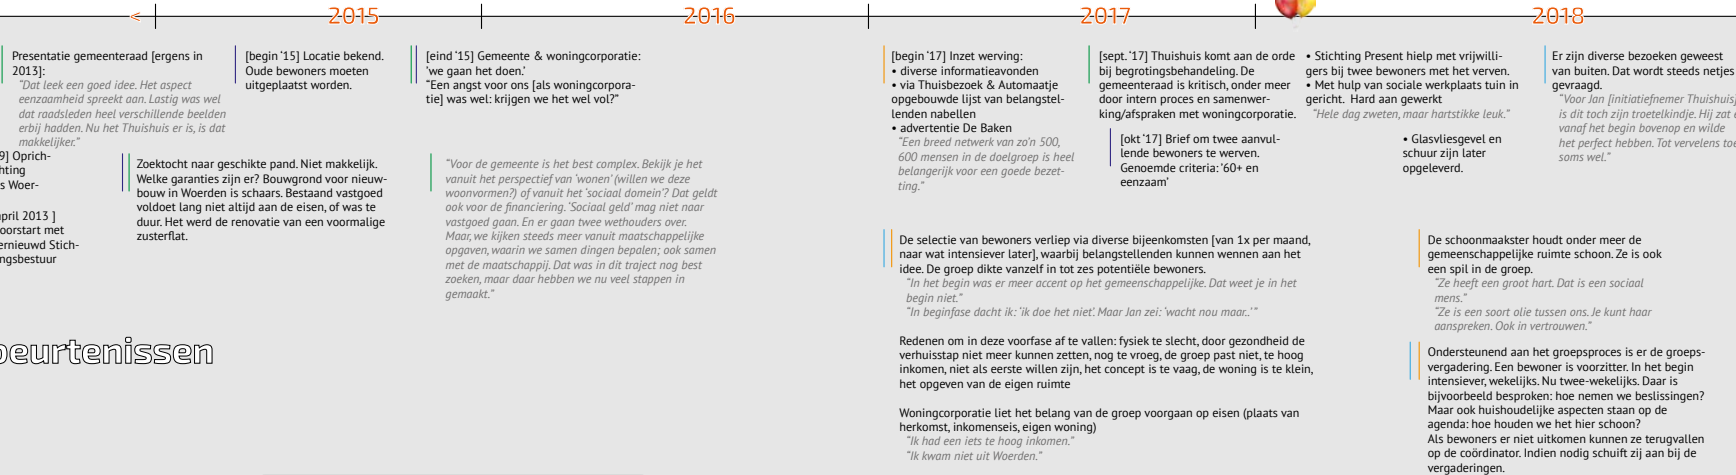 <
2015
2016
2017
2018
Presentatie gemeenteraad [ergens in
2013]:
“Dat leek een goed idee. Het aspect
eenzaamheid spreekt aan. Lastig was wel
dat raadsleden heel verschillende beelden
erbij hadden. Nu het Thuishuis er is, is dat
makkelijker.”
9] Oprich-
hting
s Woer-
april 2013 ]
oorstart met
ernieuwd Stich-
ngsbestuur
[begin ‘15] Locatie bekend.
Oude bewoners moeten
uitgeplaatst worden.
Zoektocht naar geschikte pand. Niet makkelijk.
Welke garanties zijn er? Bouwgrond voor nieuw-
bouw in Woerden is schaars. Bestaand vastgoed
voldoet lang niet altijd aan de eisen, of was te
duur. Het werd de renovatie van een voormalige
zusterflat.
[eind ‘15] Gemeente & woningcorporatie:
‘we gaan het doen.’
“Een angst voor ons [als woningcorpora-
tie] was wel: krijgen we het wel vol?”
“Voor de gemeente is het best complex. Bekijk je het
vanuit het perspectief van ‘wonen’ (willen we deze
woonvormen?) of vanuit het ‘sociaal domein’? Dat geldt
ook voor de financiering. ‘Sociaal geld’ mag niet naar
vastgoed gaan. En er gaan twee wethouders over.
Maar, we kijken steeds meer vanuit maatschappelijke
opgaven, waarin we samen dingen bepalen; ook samen
met de maatschappij. Dat was in dit traject nog best
zoeken, maar daar hebben we nu veel stappen in
gemaakt.”
beurtenissen
[begin ‘17] Inzet werving:
• diverse informatieavonden
• via Thuisbezoek & Automaatje
opgebouwde lijst van belangstel-
lenden nabellen
• advertentie De Baken
“Een breed netwerk van zo’n 500,
600 mensen in de doelgroep is heel
belangerijk voor een goede bezet-
ting.”
[sept. ‘17] Thuishuis komt aan de orde
bij begrotingsbehandeling. De
gemeenteraad is kritisch, onder meer
door intern proces en samenwer-
king/afspraken met woningcorporatie.
[okt ‘17] Brief om twee aanvul-
lende bewoners te werven.
Genoemde criteria: ‘60+ en
eenzaam’
De selectie van bewoners verliep via diverse bijeenkomsten [van 1x per maand,
naar wat intensiever later], waarbij belangstellenden kunnen wennen aan het
idee. De groep dikte vanzelf in tot zes potentiële bewoners.
“In het begin was er meer accent op het gemeenschappelijke. Dat weet je in het
begin niet.”
“In beginfase dacht ik: ‘ik doe het niet’. Maar Jan zei: ‘wacht nou maar..’ ”
Redenen om in deze voorfase af te vallen: fysiek te slecht, door gezondheid de
verhuisstap niet meer kunnen zetten, nog te vroeg, de groep past niet, te hoog
inkomen, niet als eerste willen zijn, het concept is te vaag, de woning is te klein,
het opgeven van de eigen ruimte
Woningcorporatie liet het belang van de groep voorgaan op eisen (plaats van
herkomst, inkomenseis, eigen woning)
“Ik had een iets te hoog inkomen.”
“Ik kwam niet uit Woerden.”
• Stichting Present hielp met vrijwilli-
gers bij twee bewoners met het verven.
• Met hulp van sociale werkplaats tuin in
gericht. Hard aan gewerkt
“Hele dag zweten, maar hartstikke leuk.”
• Glasvliesgevel en
schuur zijn later
opgeleverd.
Er zijn diverse bezoeken geweest
van buiten. Dat wordt steeds netjes
gevraagd.
“Voor Jan [initiatiefnemer Thuishuis]
is dit toch zijn troetelkindje. Hij zat e
vanaf het begin bovenop en wilde
het perfect hebben. Tot vervelens toe
soms wel.”
De schoonmaakster houdt onder meer de
gemeenschappelijke ruimte schoon. Ze is ook
een spil in de groep.
“Ze heeft een groot hart. Dat is een sociaal
mens.”
“Ze is een soort olie tussen ons. Je kunt haar
aanspreken. Ook in vertrouwen.”
Ondersteunend aan het groepsproces is er de groeps-
vergadering. Een bewoner is voorzitter. In het begin
intensiever, wekelijks. Nu twee-wekelijks. Daar is
bijvoorbeeld besproken: hoe nemen we beslissingen?
Maar ook huishoudelijke aspecten staan op de
agenda: hoe houden we het hier schoon?
Als bewoners er niet uitkomen kunnen ze terugvallen
op de coördinator. Indien nodig schuift zij aan bij de
vergaderingen.